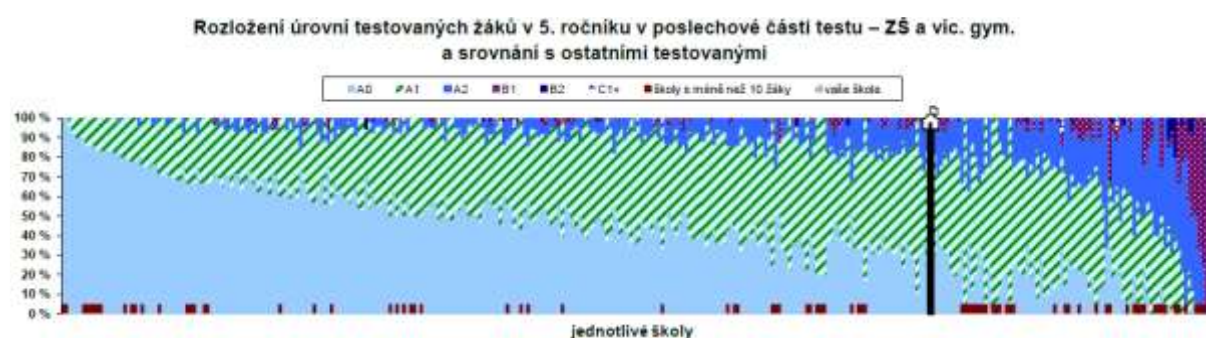 Rozložení úrovní testovaných žáků v 5. ročníku v poslechové části testu – ZŠ a víc. gym.
a srovnání s ostatními testovanými
A0 A1 A2 B1 B2 C1+ školy s méně než 10 žáky vaše škola
100 %
90 %
80 %
70 %
60 %
50 %
40 %
30 %
20 %
10 %
0 %
jednotlivé školy